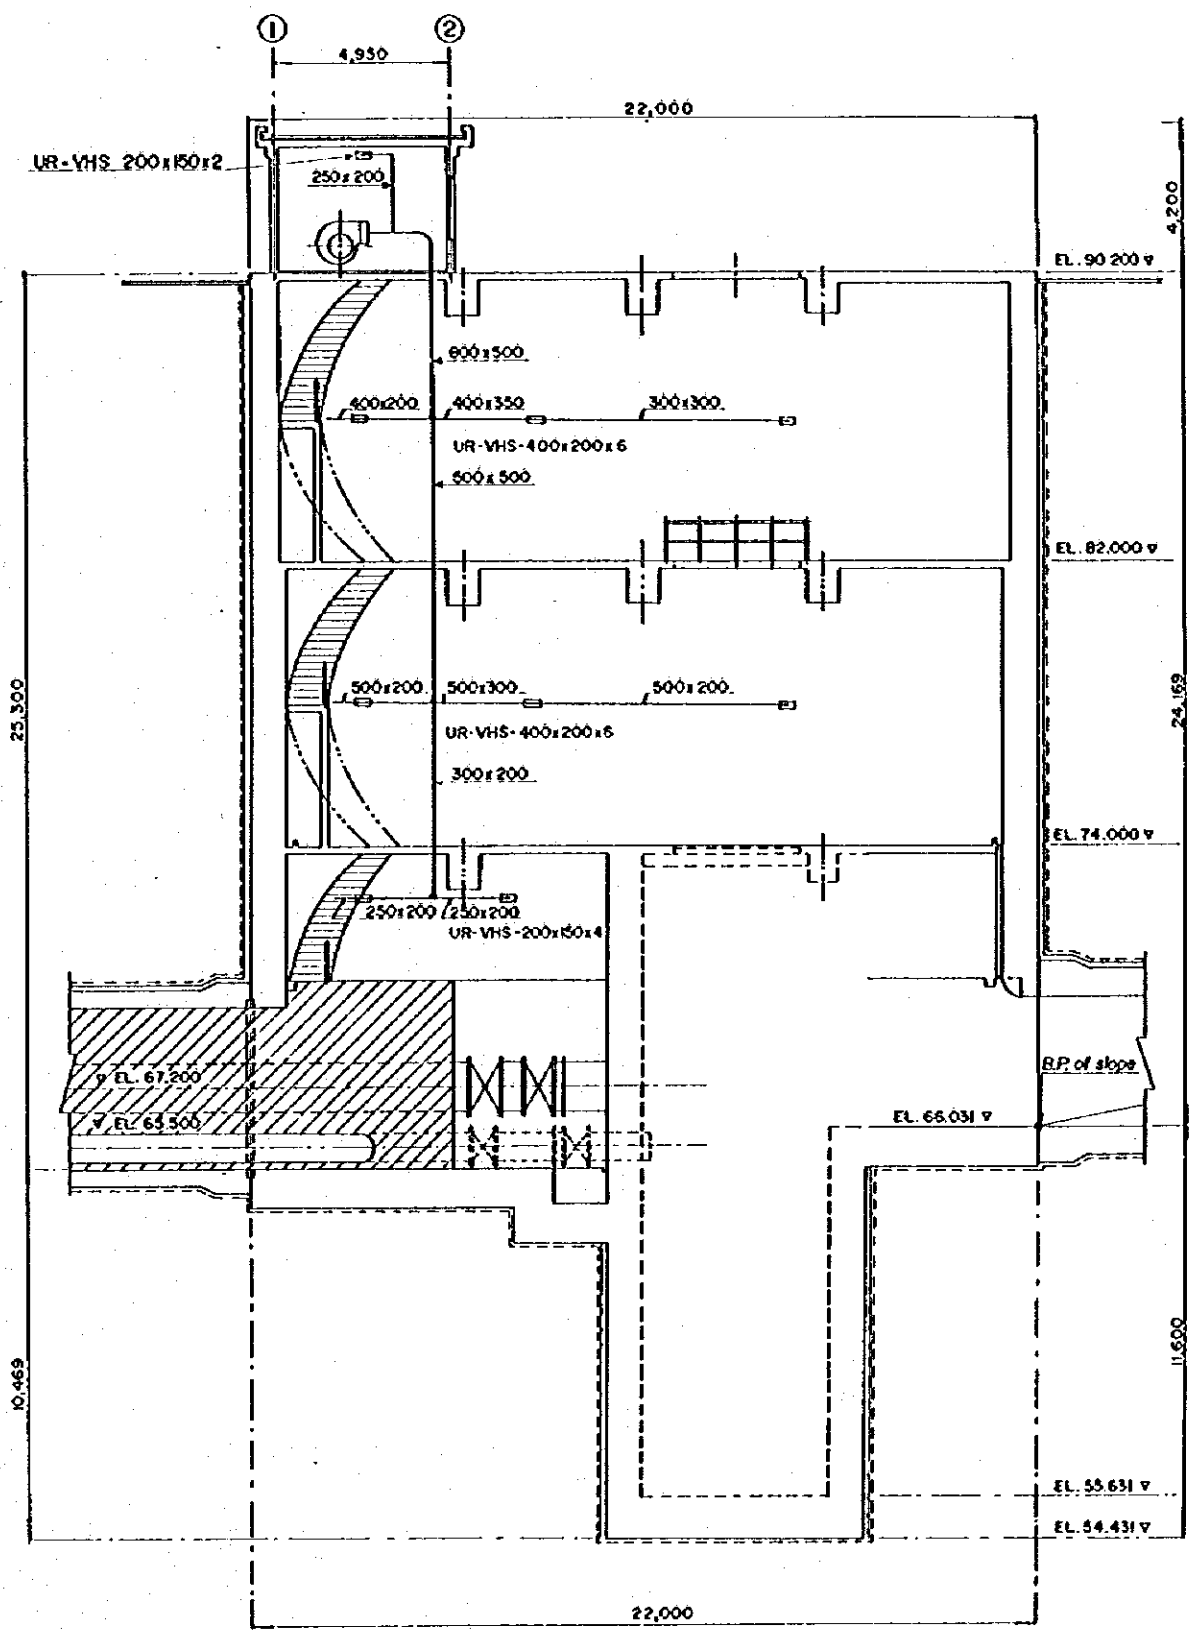 1 2
4,950
22,000
UR-VHS 200x150x2
250x200
4,200
EL. 90.200
800x500
400x200 400x350 300x300
UR-VHS-400x200x6
500x500
EL. 82.000
25,300
24,169
500x200 500x300 500x200
UR-VHS-400x200x6
300x200
EL. 74.000
250x200 250x200
UR-VHS-200x150x4
EL. 67.200
B.P. of slope
EL. 65.500
EL. 66.031
10,469
11,600
EL. 55.631
EL. 54.431
22,000